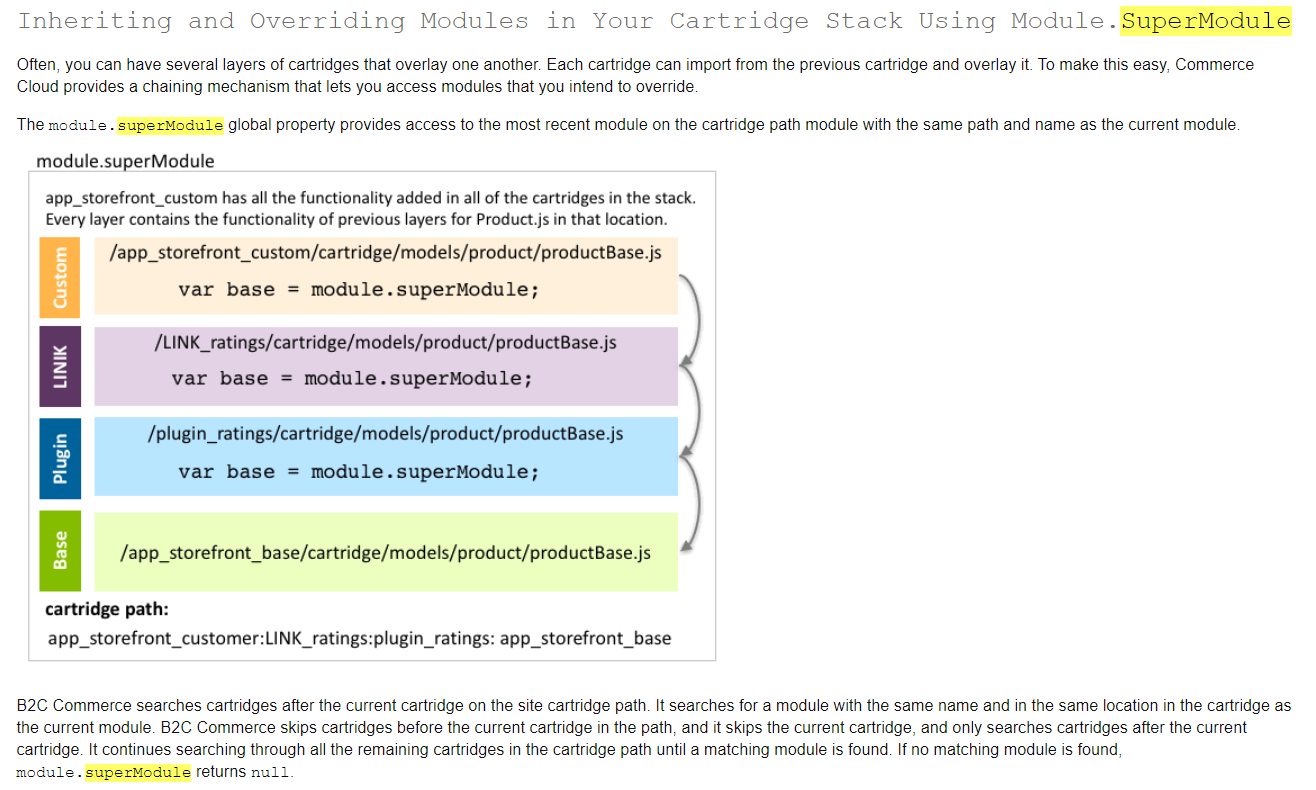 Inheriting and Overriding Modules in Your Cartridge Stack Using Module.SuperModule
Often, you can have several layers of cartridges that overlay one another. Each cartridge can import from the previous cartridge and overlay it. To make this easy, Commerce
Cloud provides a chaining mechanism that lets you access modules that you intend to override.
The module.superModule global property provides access to the most recent module on the cartridge path module with the same path and name as the current module.
module.superModule
app_storefront_custom has all the functionality added in all of the cartridges in the stack.
Every layer contains the functionality of previous layers for Product.js in that location.
Custom
/app_storefront_custom/cartridge/models/product/productBase.js
var base = module.superModule;
LINIK
/LINK_ratings/cartridge/models/product/productBase.js
var base = module.superModule;
Plugin
/plugin_ratings/cartridge/models/product/productBase.js
var base = module.superModule;
Base
/app_storefront_base/cartridge/models/product/productBase.js
cartridge path:
app_storefront_customer:LINK_ratings:plugin_ratings: app_storefront_base
B2C Commerce searches cartridges after the current cartridge on the site cartridge path. It searches for a module with the same name and in the same location in the cartridge as
the current module. B2C Commerce skips cartridges before the current cartridge in the path, and it skips the current cartridge, and only searches cartridges after the current
cartridge. It continues searching through all the remaining cartridges in the cartridge path until a matching module is found. If no matching module is found,
module.superModule returns null.